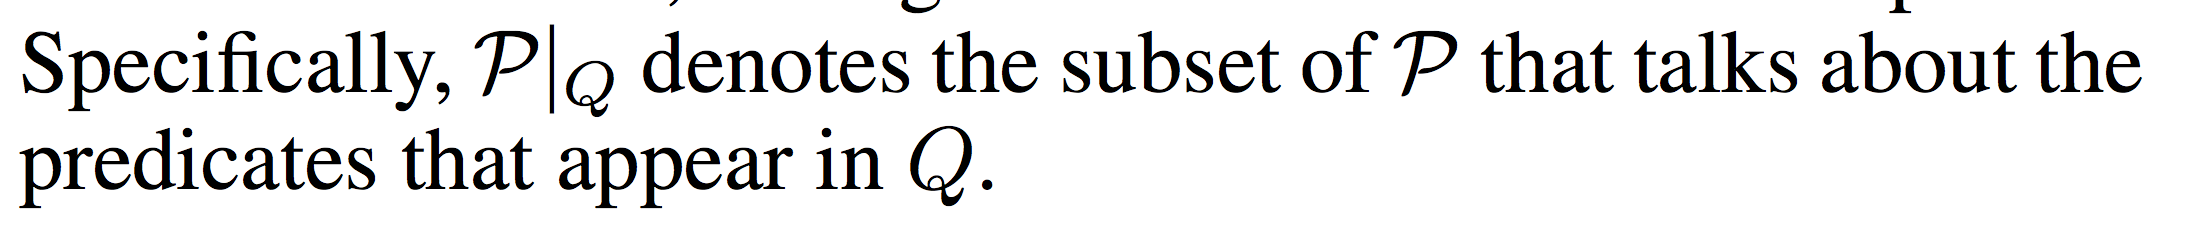 Specifically, 𝒫|_Q denotes the subset of 𝒫 that talks about the
predicates that appear in Q.